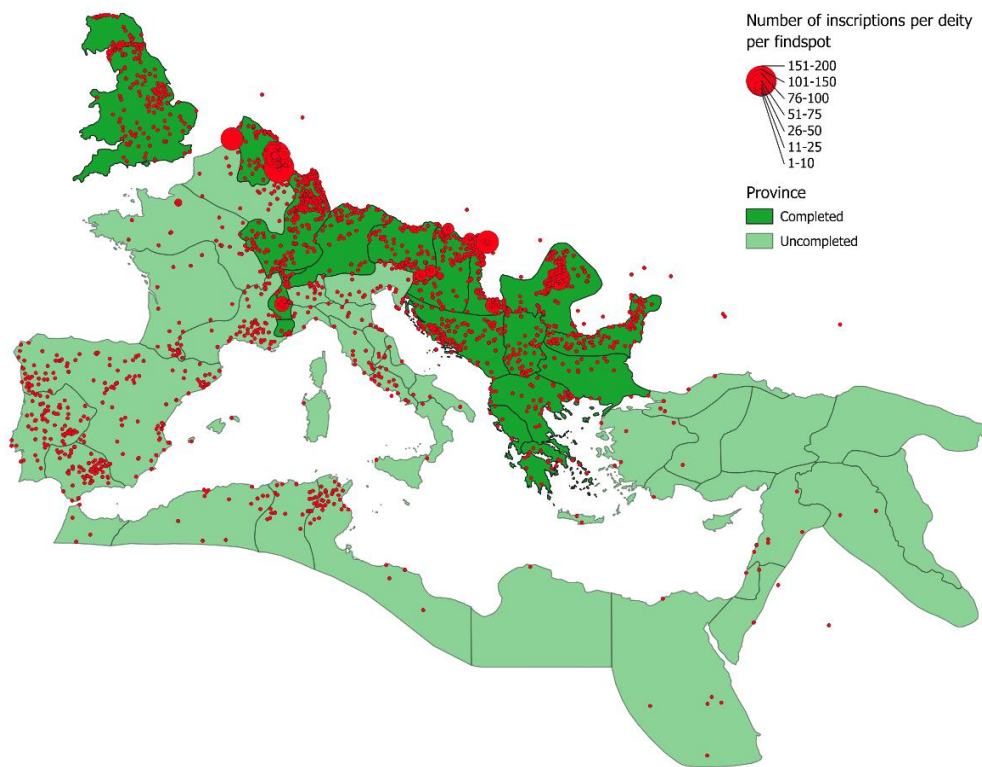 Number of inscriptions per deity
per findspot
151-200
101-150
76-100
51-75
26-50
11-25
1-10
Province
Completed
Uncompleted